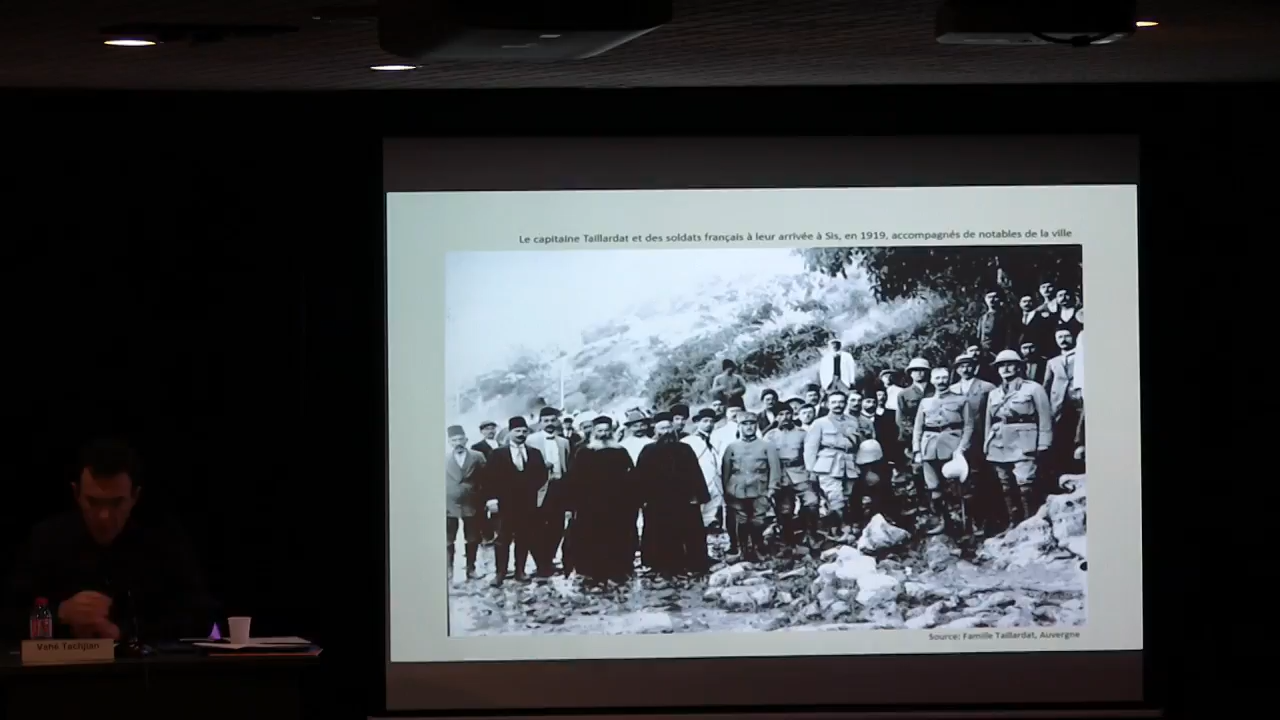 Le capitaine Taillardat et des soldats français à leur arrivée à Sis, en 1919, accompagnés de notables de la ville
Source: Famille Taillardat, Auvergne
Vahé Tachjian